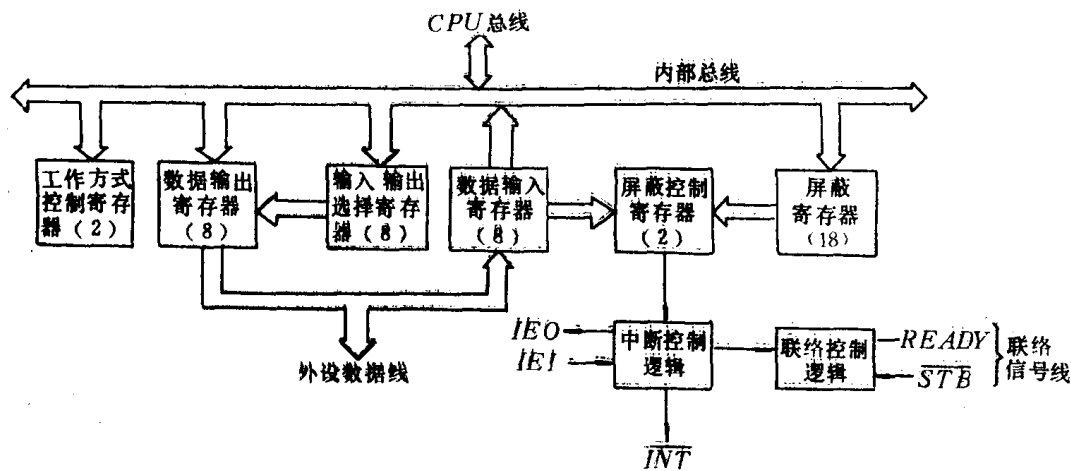 CPU总线
内部总线
工作方式
控制寄存
器(2)
数据输出
寄存器
(8)
输入输出
选择寄存
器(8)
数据输入
寄存器
(8)
屏蔽控制
寄存器
(2)
屏蔽
寄存器
(18)
外设数据线
IEO
IEI
中断控制
逻辑
联络控制
逻辑
READY
STB
联络
信号线
INT